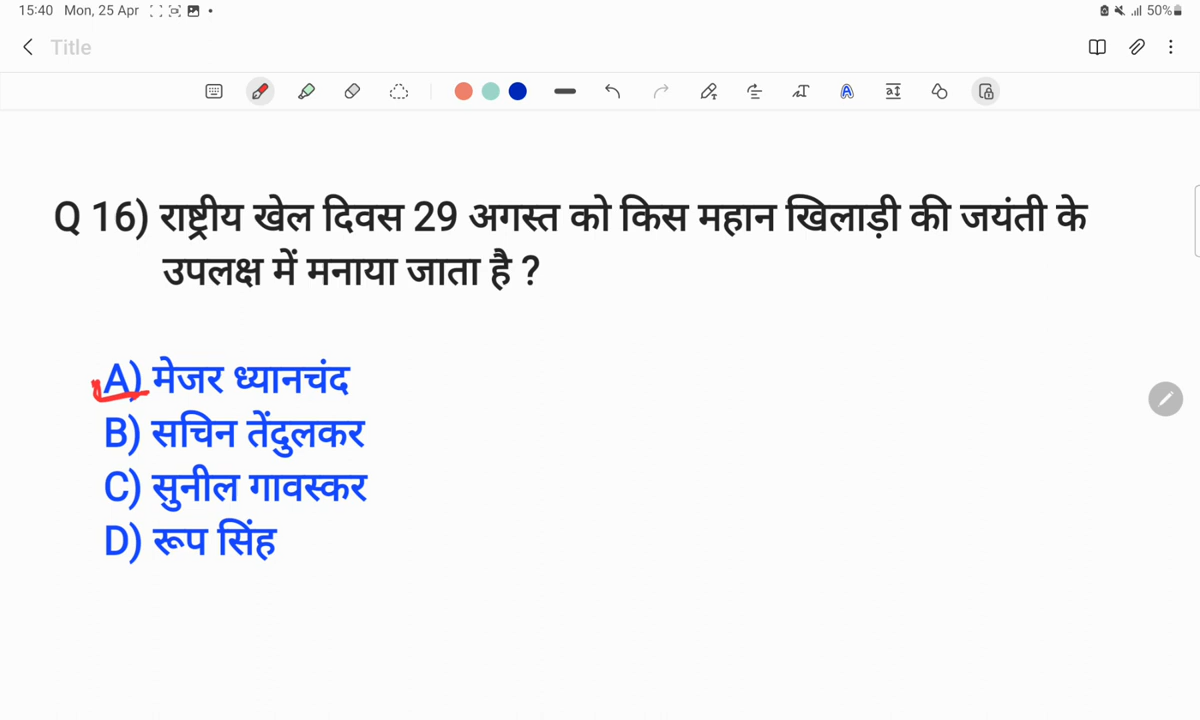 15:40 Mon, 25 Apr 50%
Title
Q 16) राष्ट्रीय खेल दिवस 29 अगस्त को किस महान खिलाड़ी की जयंती के
उपलक्ष में मनाया जाता है ?
A) मेजर ध्यानचंद
B) सचिन तेंदुलकर
C) सुनील गावस्कर
D) रूप सिंह